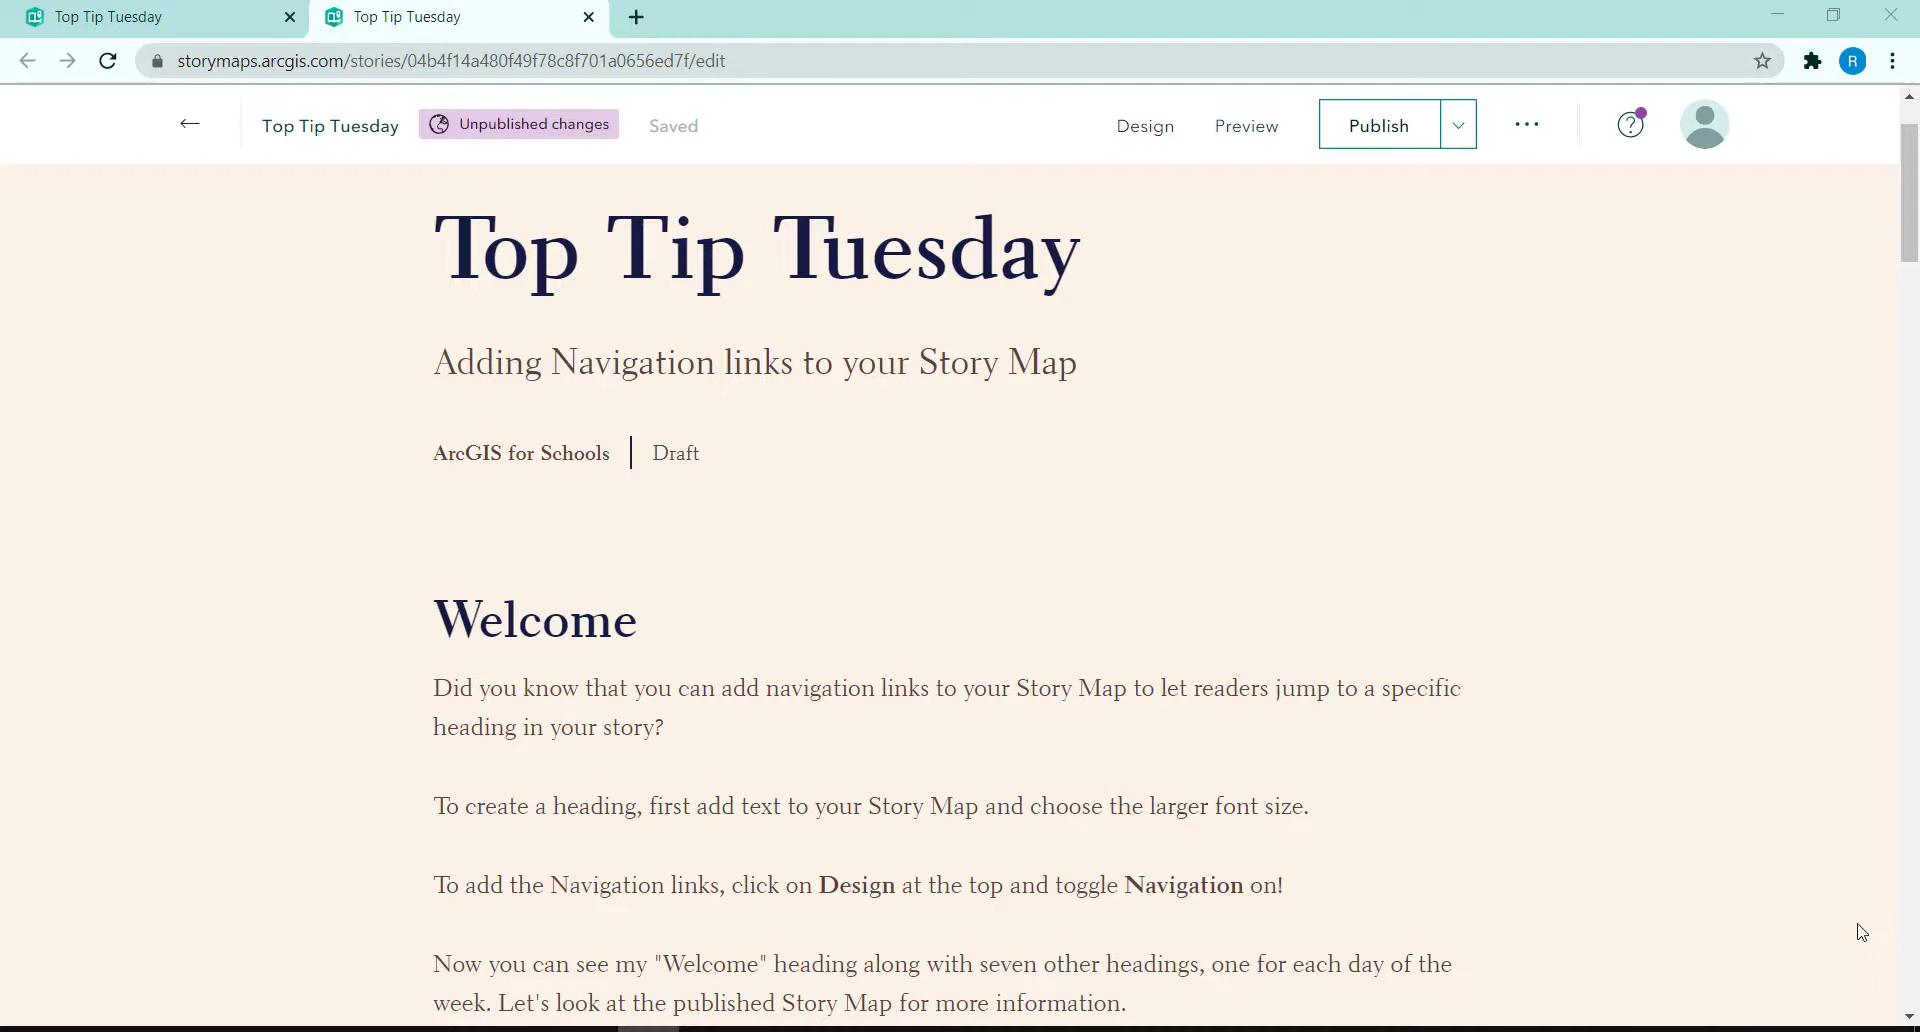 Top Tip Tuesday
Top Tip Tuesday
storymaps.arcgis.com/stories/04b4f14a480f49f78c8f701a0656ed7f/edit
R
Top Tip Tuesday
Unpublished changes
Saved
Design
Preview
Publish
Top Tip Tuesday
Adding Navigation links to your Story Map
ArcGIS for Schools
Draft
Welcome
Did you know that you can add navigation links to your Story Map to let readers jump to a specific
heading in your story?
To create a heading, first add text to your Story Map and choose the larger font size.
To add the Navigation links, click on Design at the top and toggle Navigation on!
Now you can see my "Welcome" heading along with seven other headings, one for each day of the
week. Let's look at the published Story Map for more information.